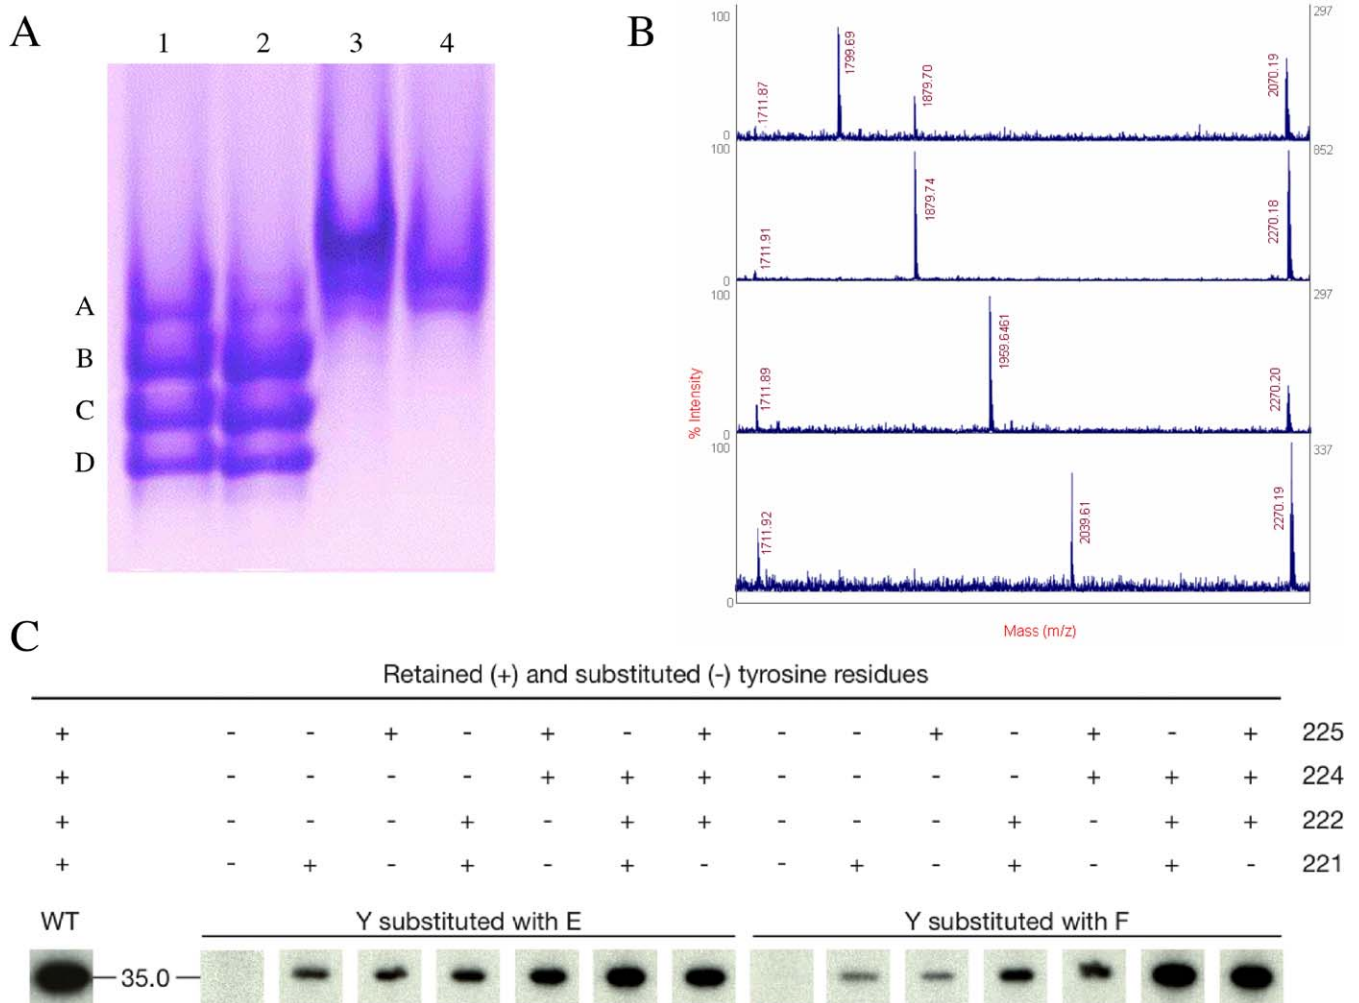 A
1 2 3 4
A
B
C
D
B
100
0
1711.87
1799.69
1879.70
2070.19
297
100
0
1711.91
1879.74
2270.18
852
100
0
1711.89
1959.6461
2270.20
297
100
0
1711.92
2039.61
2270.19
337
% Intensity
Mass (m/z)
C
Retained (+) and substituted (-) tyrosine residues
+ - - + - + - + - - + - + - + 225
+ - - - - + + + - - - - + + + 224
+ - - - + - + + - - - + - + + 222
+ - + - + - + - - + - + - + - 221
WT Y substituted with E Y substituted with F
35.0